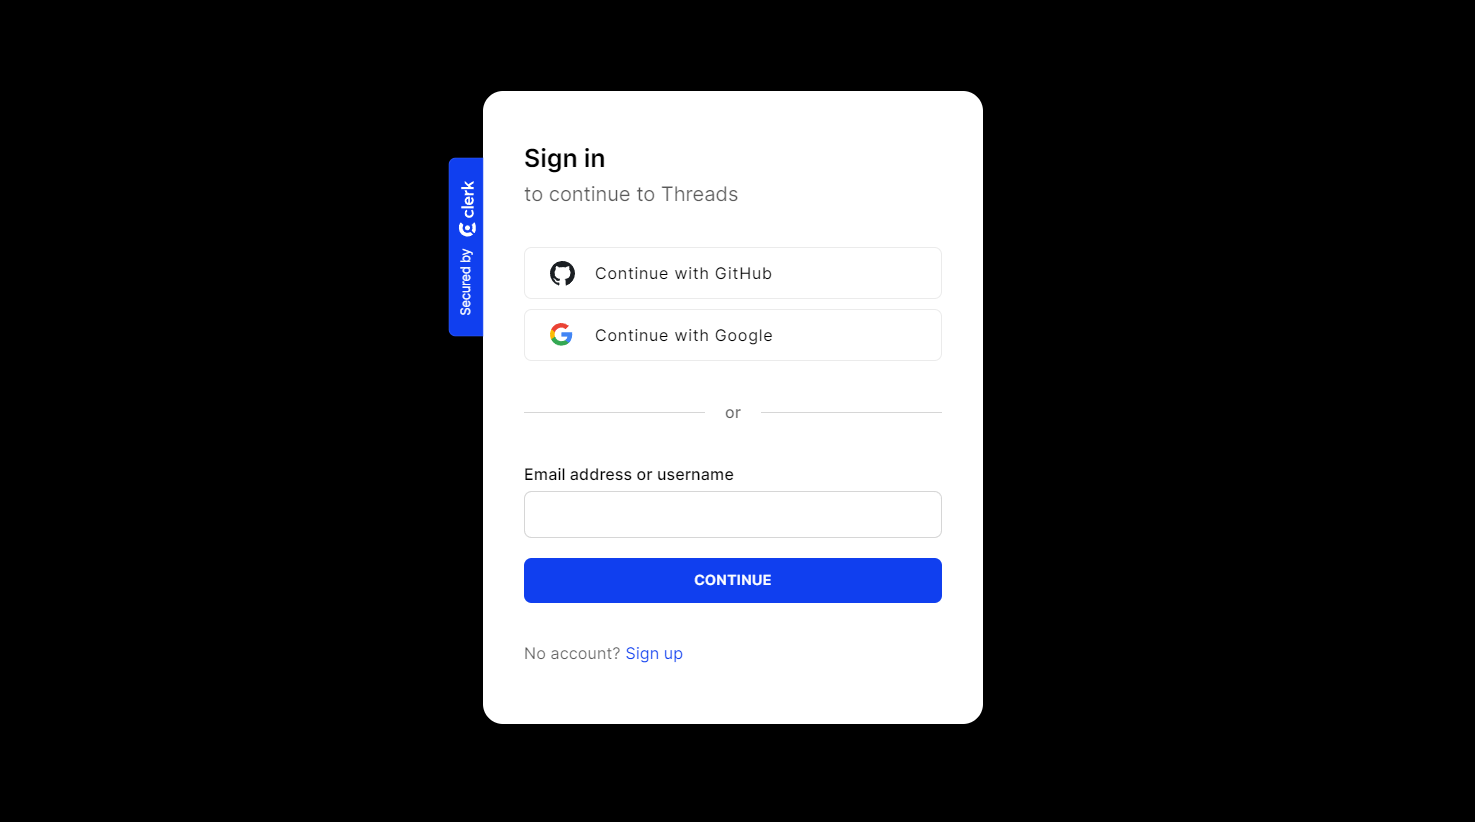 Sign in
to continue to Threads
Secured by clerk
Continue with GitHub
Continue with Google
or
Email address or username
CONTINUE
No account? Sign up